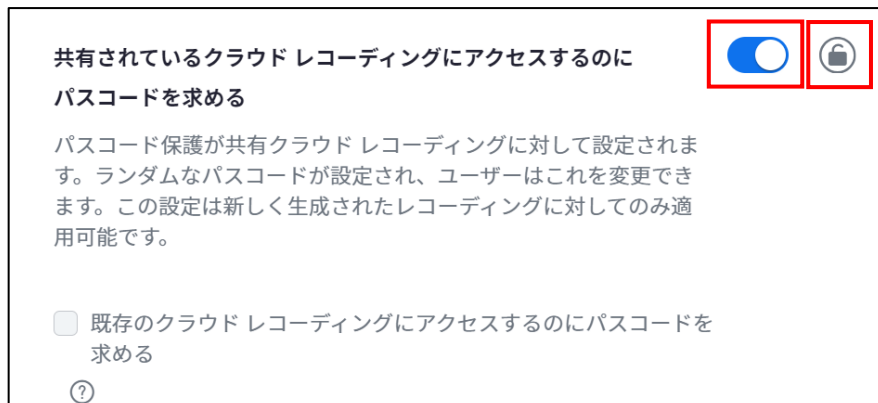 共有されているクラウド レコーディングにアクセスするのに
パスコードを求める
パスコード保護が共有クラウド レコーディングに対して設定されま
す。ランダムなパスコードが設定され、ユーザーはこれを変更でき
ます。この設定は新しく生成されたレコーディングに対してのみ適
用可能です。
既存のクラウド レコーディングにアクセスするのにパスコードを
求める
?